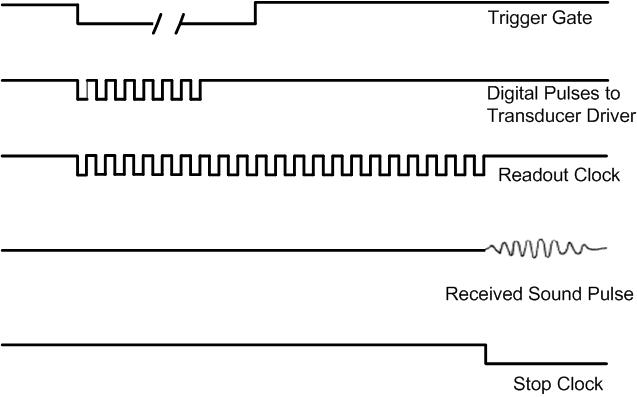 Trigger Gate
Digital Pulses to
Transducer Driver
Readout Clock
Received Sound Pulse
Stop Clock